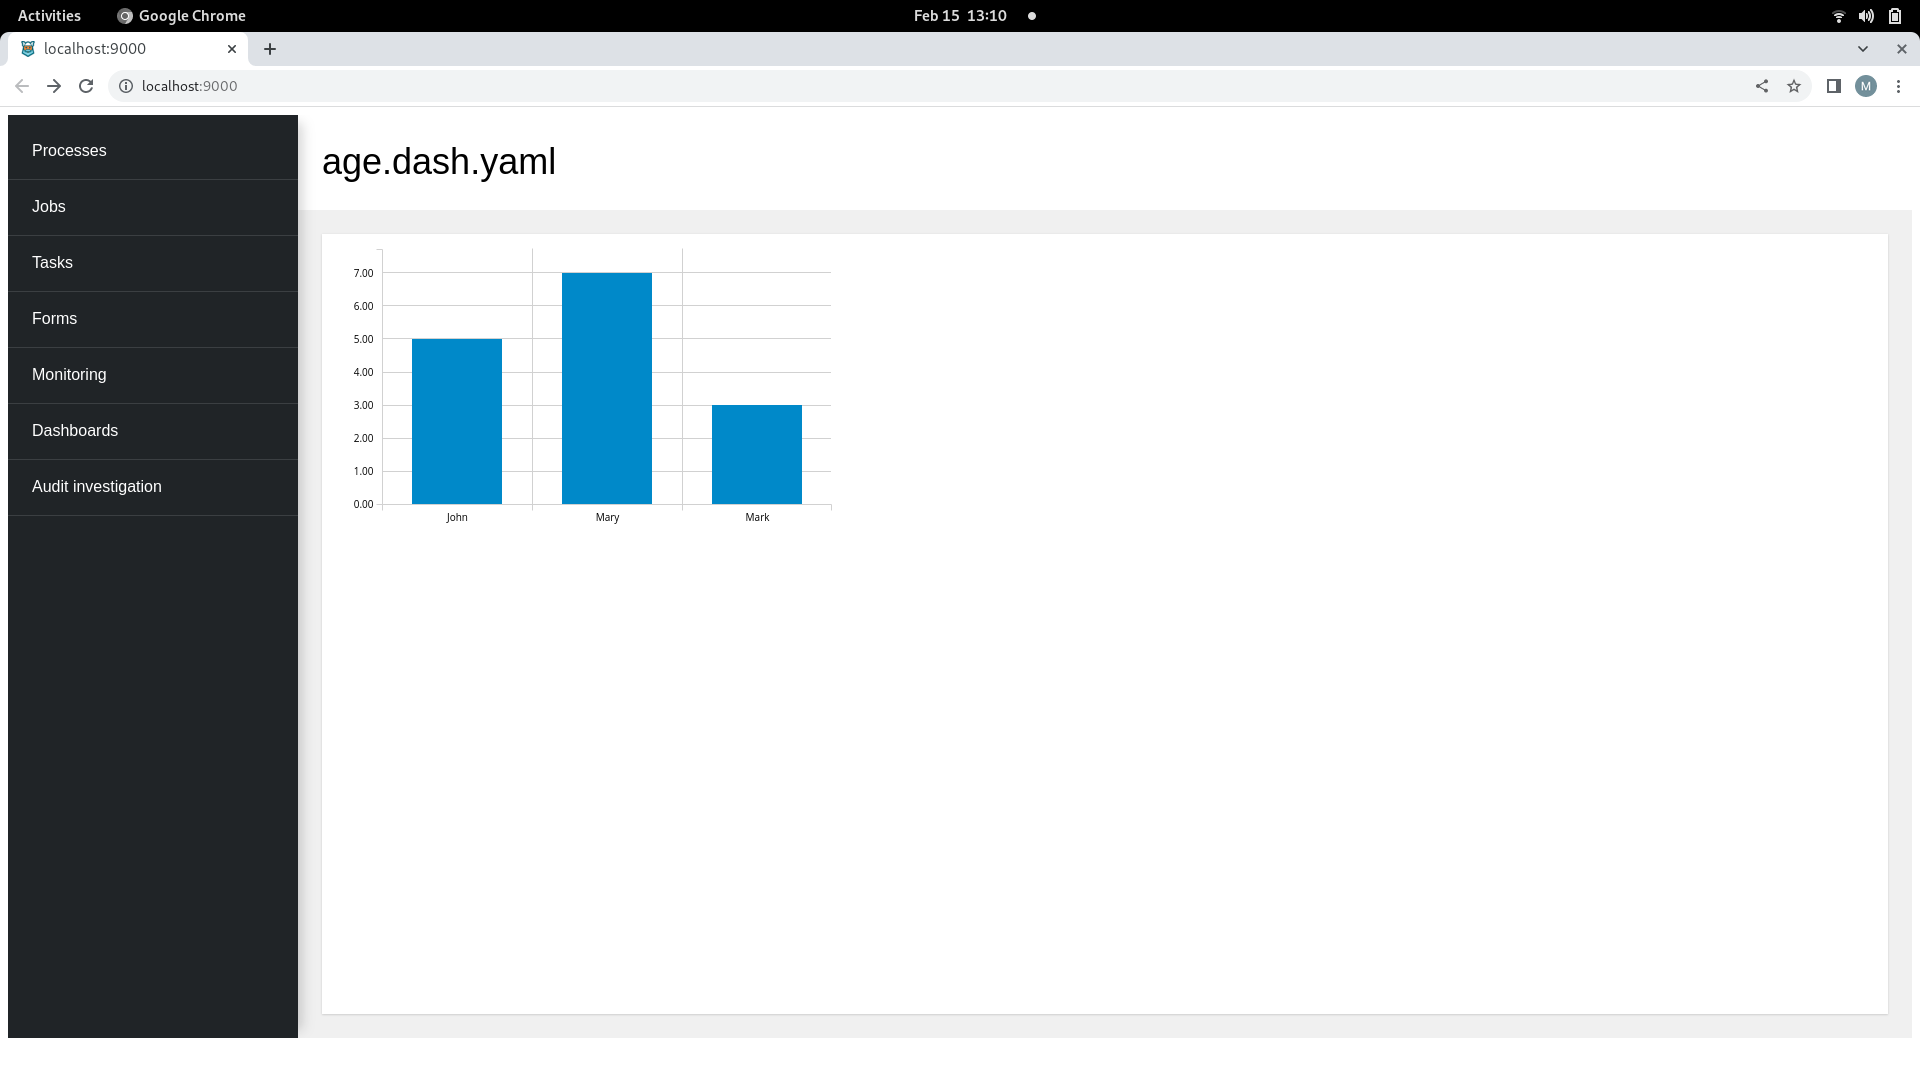 Activities Google Chrome Feb 15 13:10
localhost:9000
localhost:9000 M
Processes
Jobs
Tasks
Forms
Monitoring
Dashboards
Audit investigation
age.dash.yaml
7.00
6.00
5.00
4.00
3.00
2.00
1.00
0.00
John Mary Mark